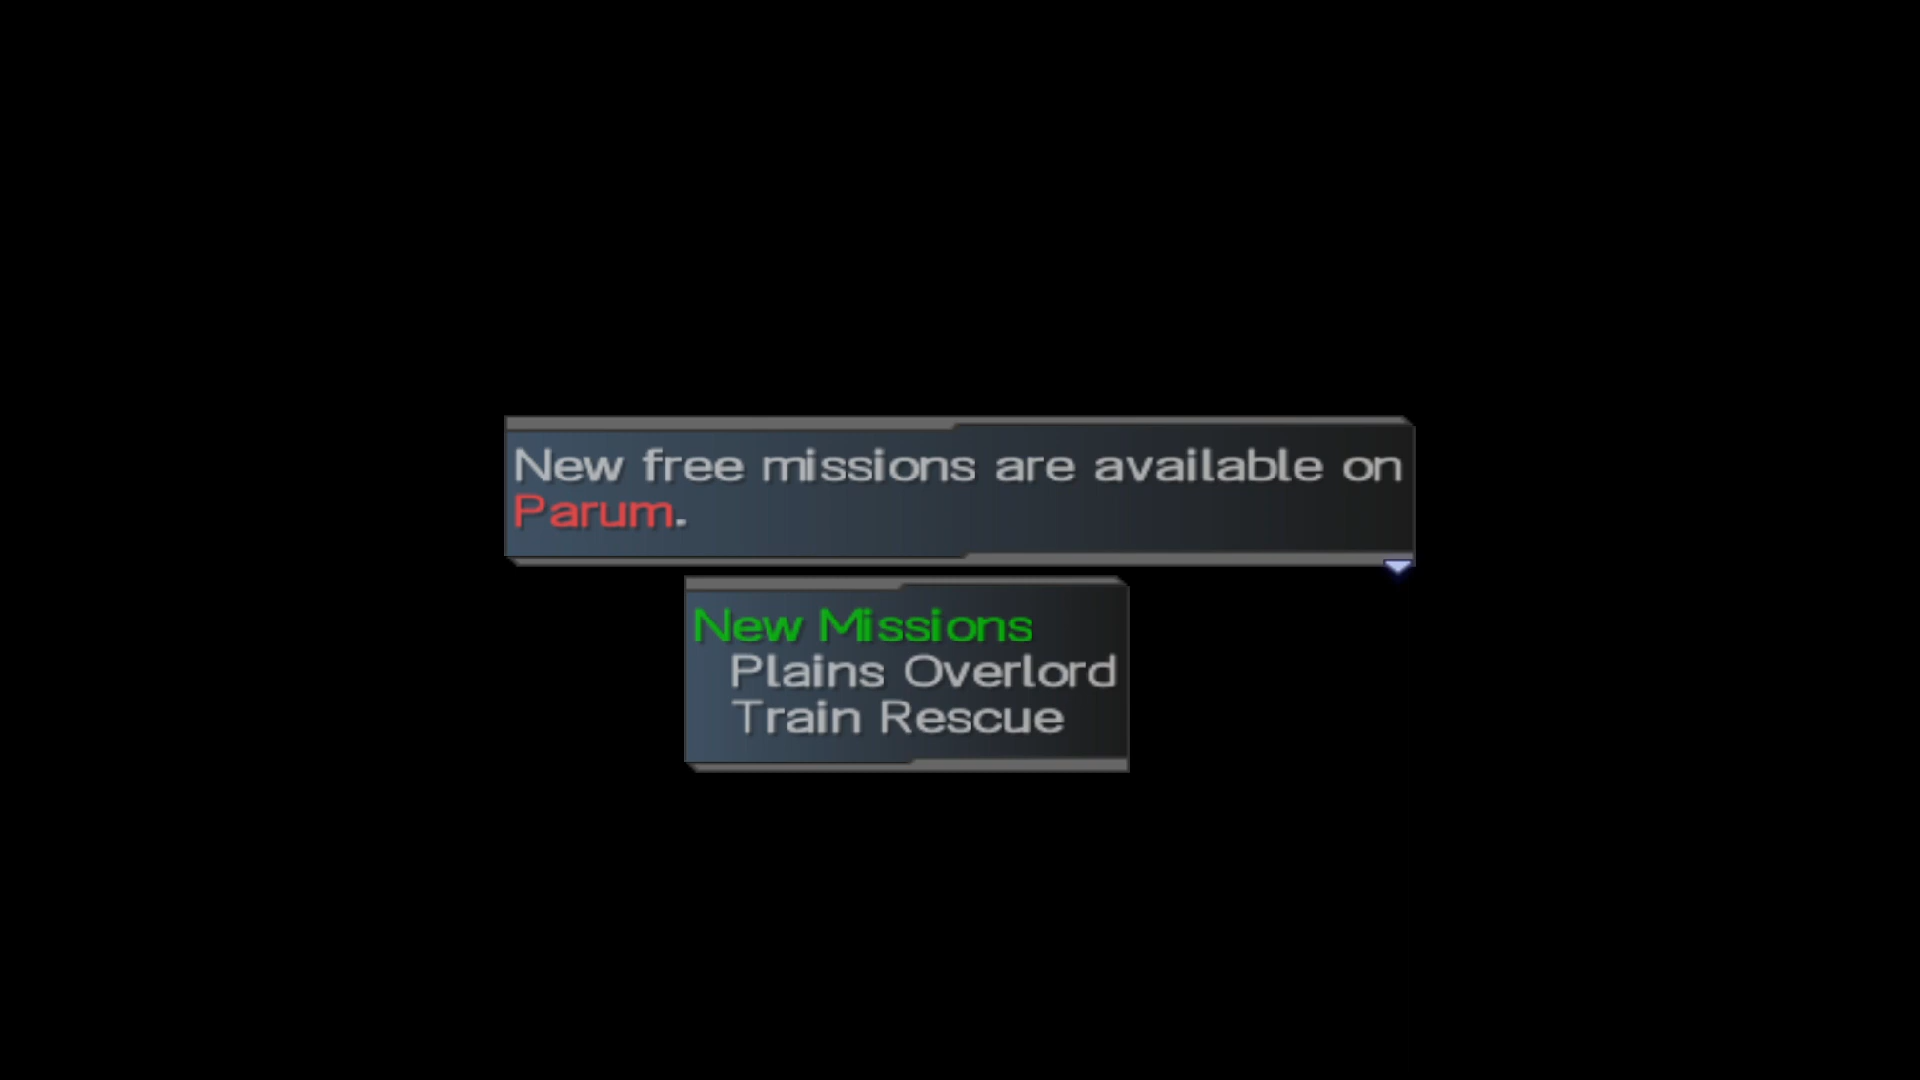 New free missions are available on
Parum.
New Missions
Plains Overlord
Train Rescue